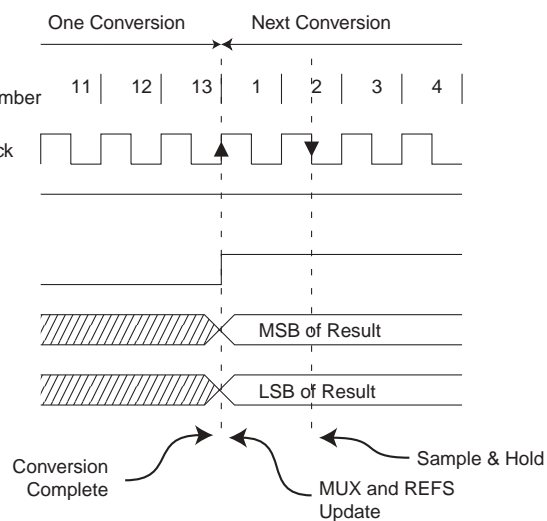 One Conversion Next Conversion
11 12 13 1 2 3 4
mber
ck
MSB of Result
LSB of Result
Sample & Hold
Conversion
Complete
MUX and REFS
Update